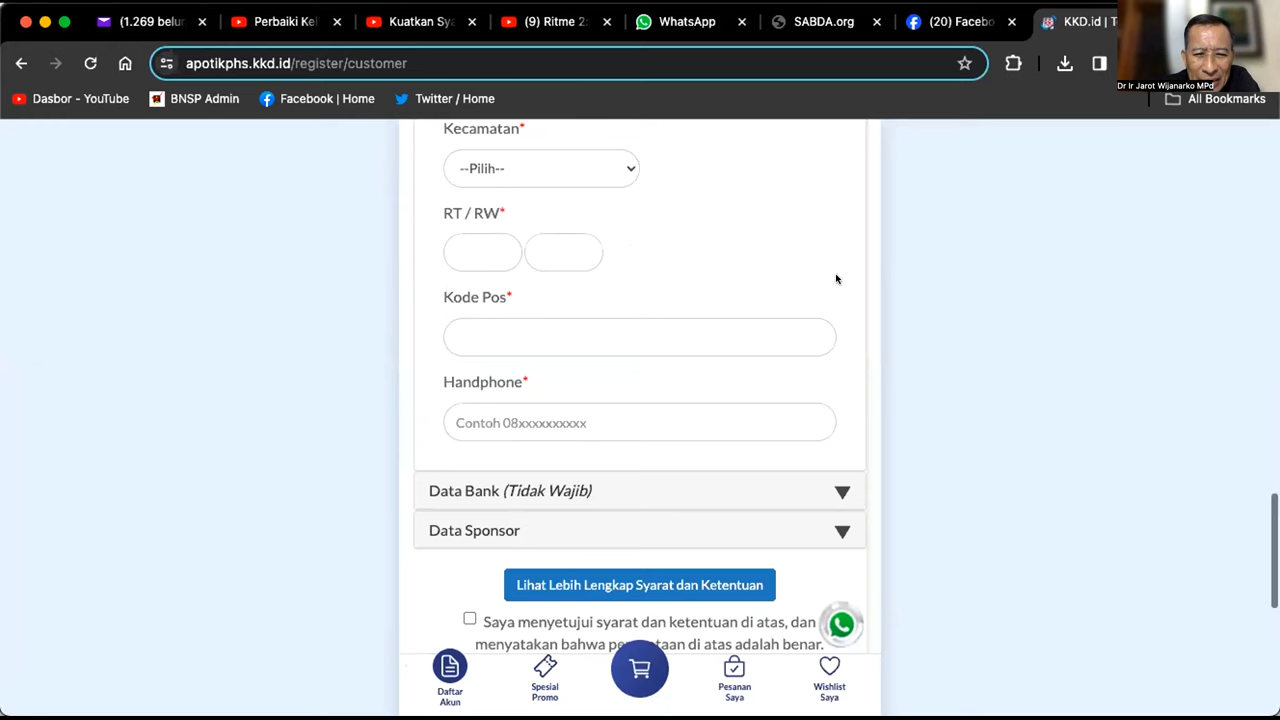 (1.269 belu
Perbaiki Kel
Kuatkan Sya
(9) Ritme 2:
WhatsApp
SABDA.org
(20) Facebo
KKD.id | T
apotikphs.kkd.id/register/customer
Dr Ir Jarot Wijanarko MPd
Dasbor - YouTube
BNSP Admin
Facebook | Home
Twitter / Home
All Bookmarks
Kecamatan*
--Pilih--
RT / RW*
Kode Pos*
Handphone*
Contoh 08xxxxxxxxxx
Data Bank (Tidak Wajib)
Data Sponsor
Lihat Lebih Lengkap Syarat dan Ketentuan
Saya menyetujui syarat dan ketentuan di atas, dan
menyatakan bahwa pe taan di atas adalah benar.
Daftar
Akun
Spesial
Promo
Pesanan
Saya
Wishlist
Saya